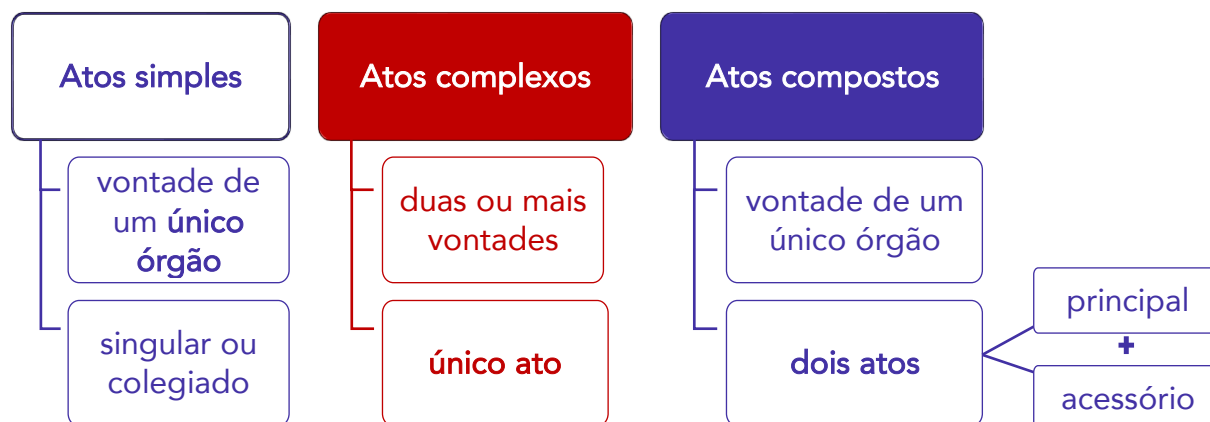 Atos simples
vontade de
um único
órgão
singular ou
colegiado
Atos complexos
duas ou mais
vontades
único ato
Atos compostos
vontade de um
único órgão
dois atos
principal
+
acessório